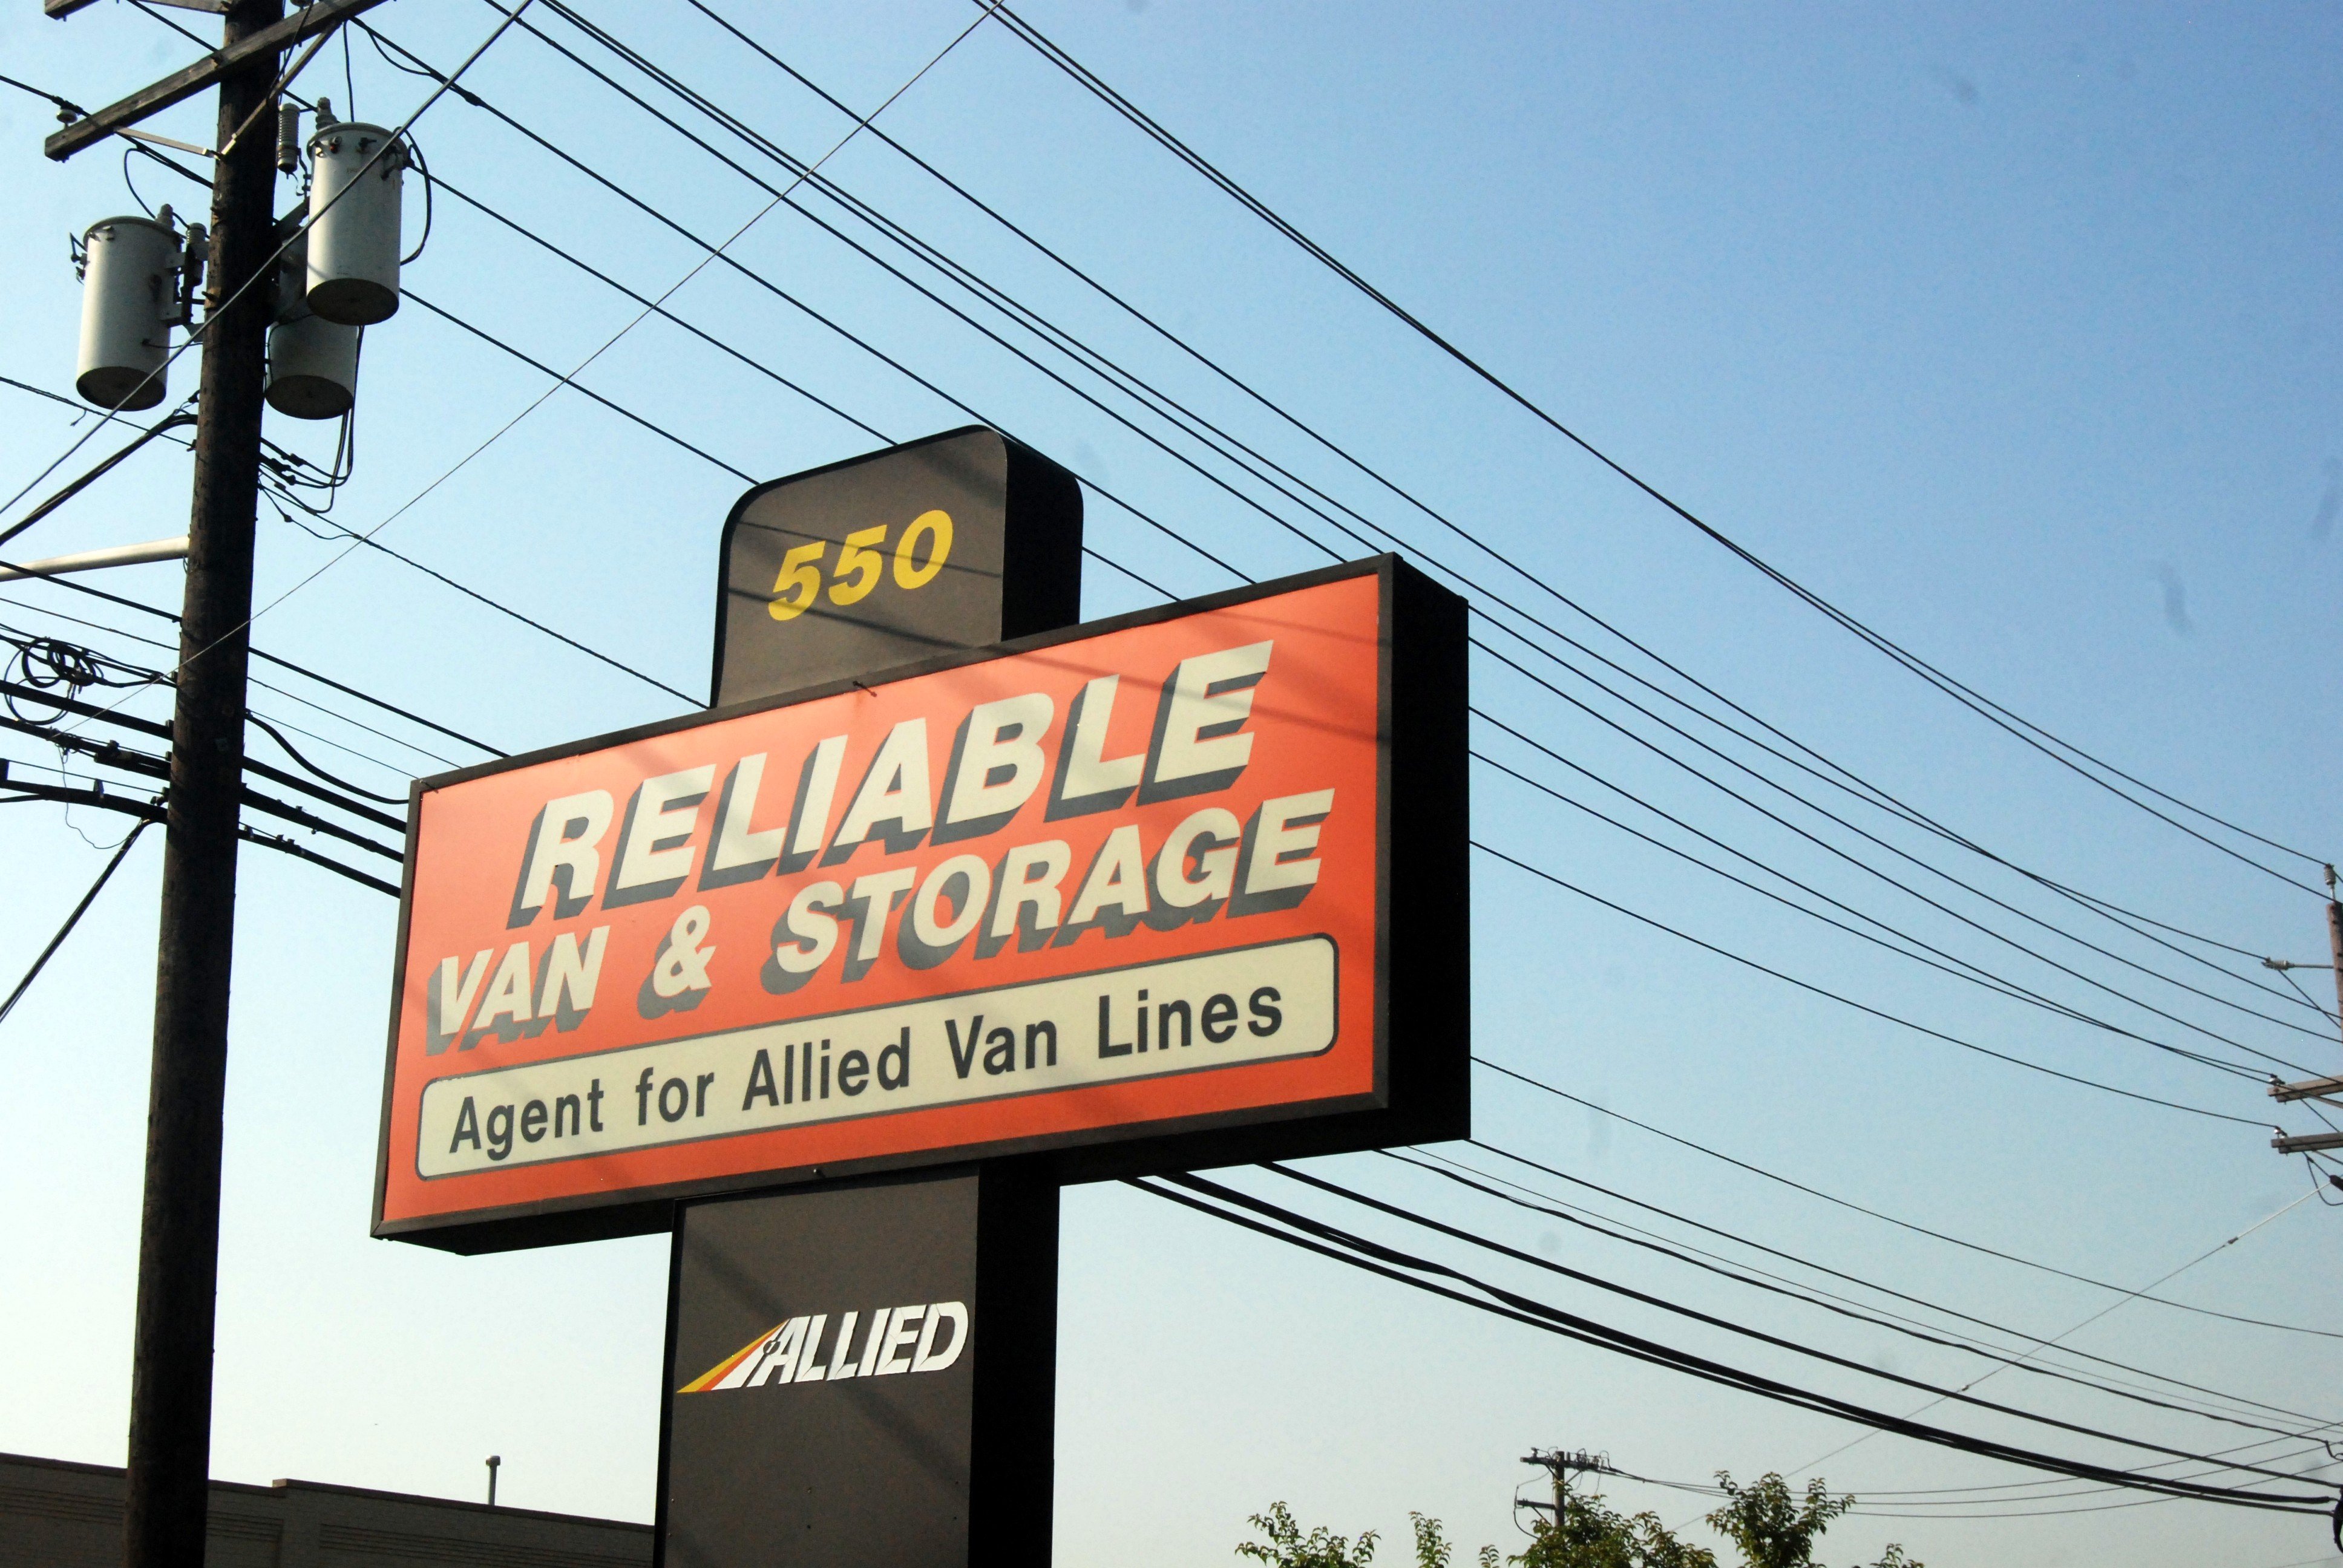 550
RELIABLE
VAN & STORAGE
Agent for Allied Van Lines
ALLIED